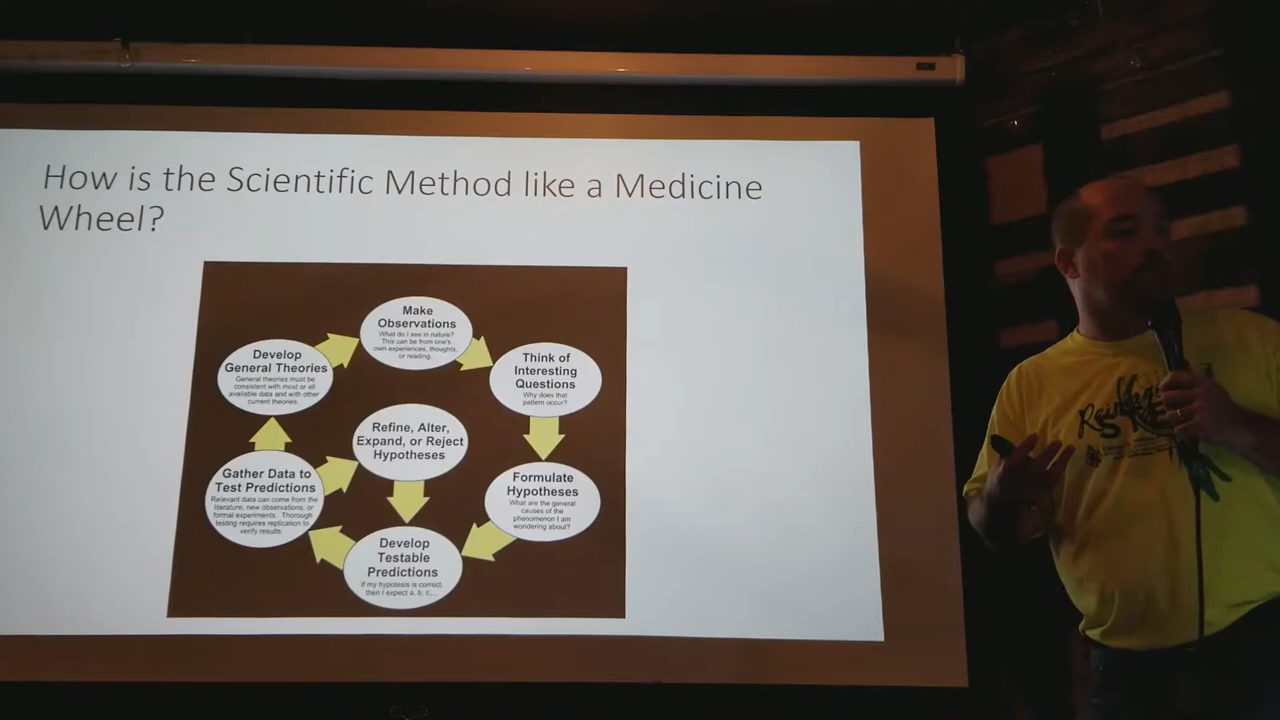 How is the Scientific Method like a Medicine
Wheel?
Make
Observations
What do I see in nature?
This can be from one's
own experiences, thoughts,
or reading.
Think of
Interesting
Questions
Why does that
pattern occur?
Formulate
Hypotheses
What are the general
causes of the
phenomenon I am
wondering about?
Develop
Testable
Predictions
If my hypotesis is correct,
then I expect a, b, c,...
Gather Data to
Test Predictions
Relevant data can come from the
literature, new observations, or
formal experiments. Thorough
testing requires replication to
verify results.
Refine, Alter,
Expand, or Reject
Hypotheses
Develop
General Theories
General theories must be
consistent with most or all
available data and with other
current theories.